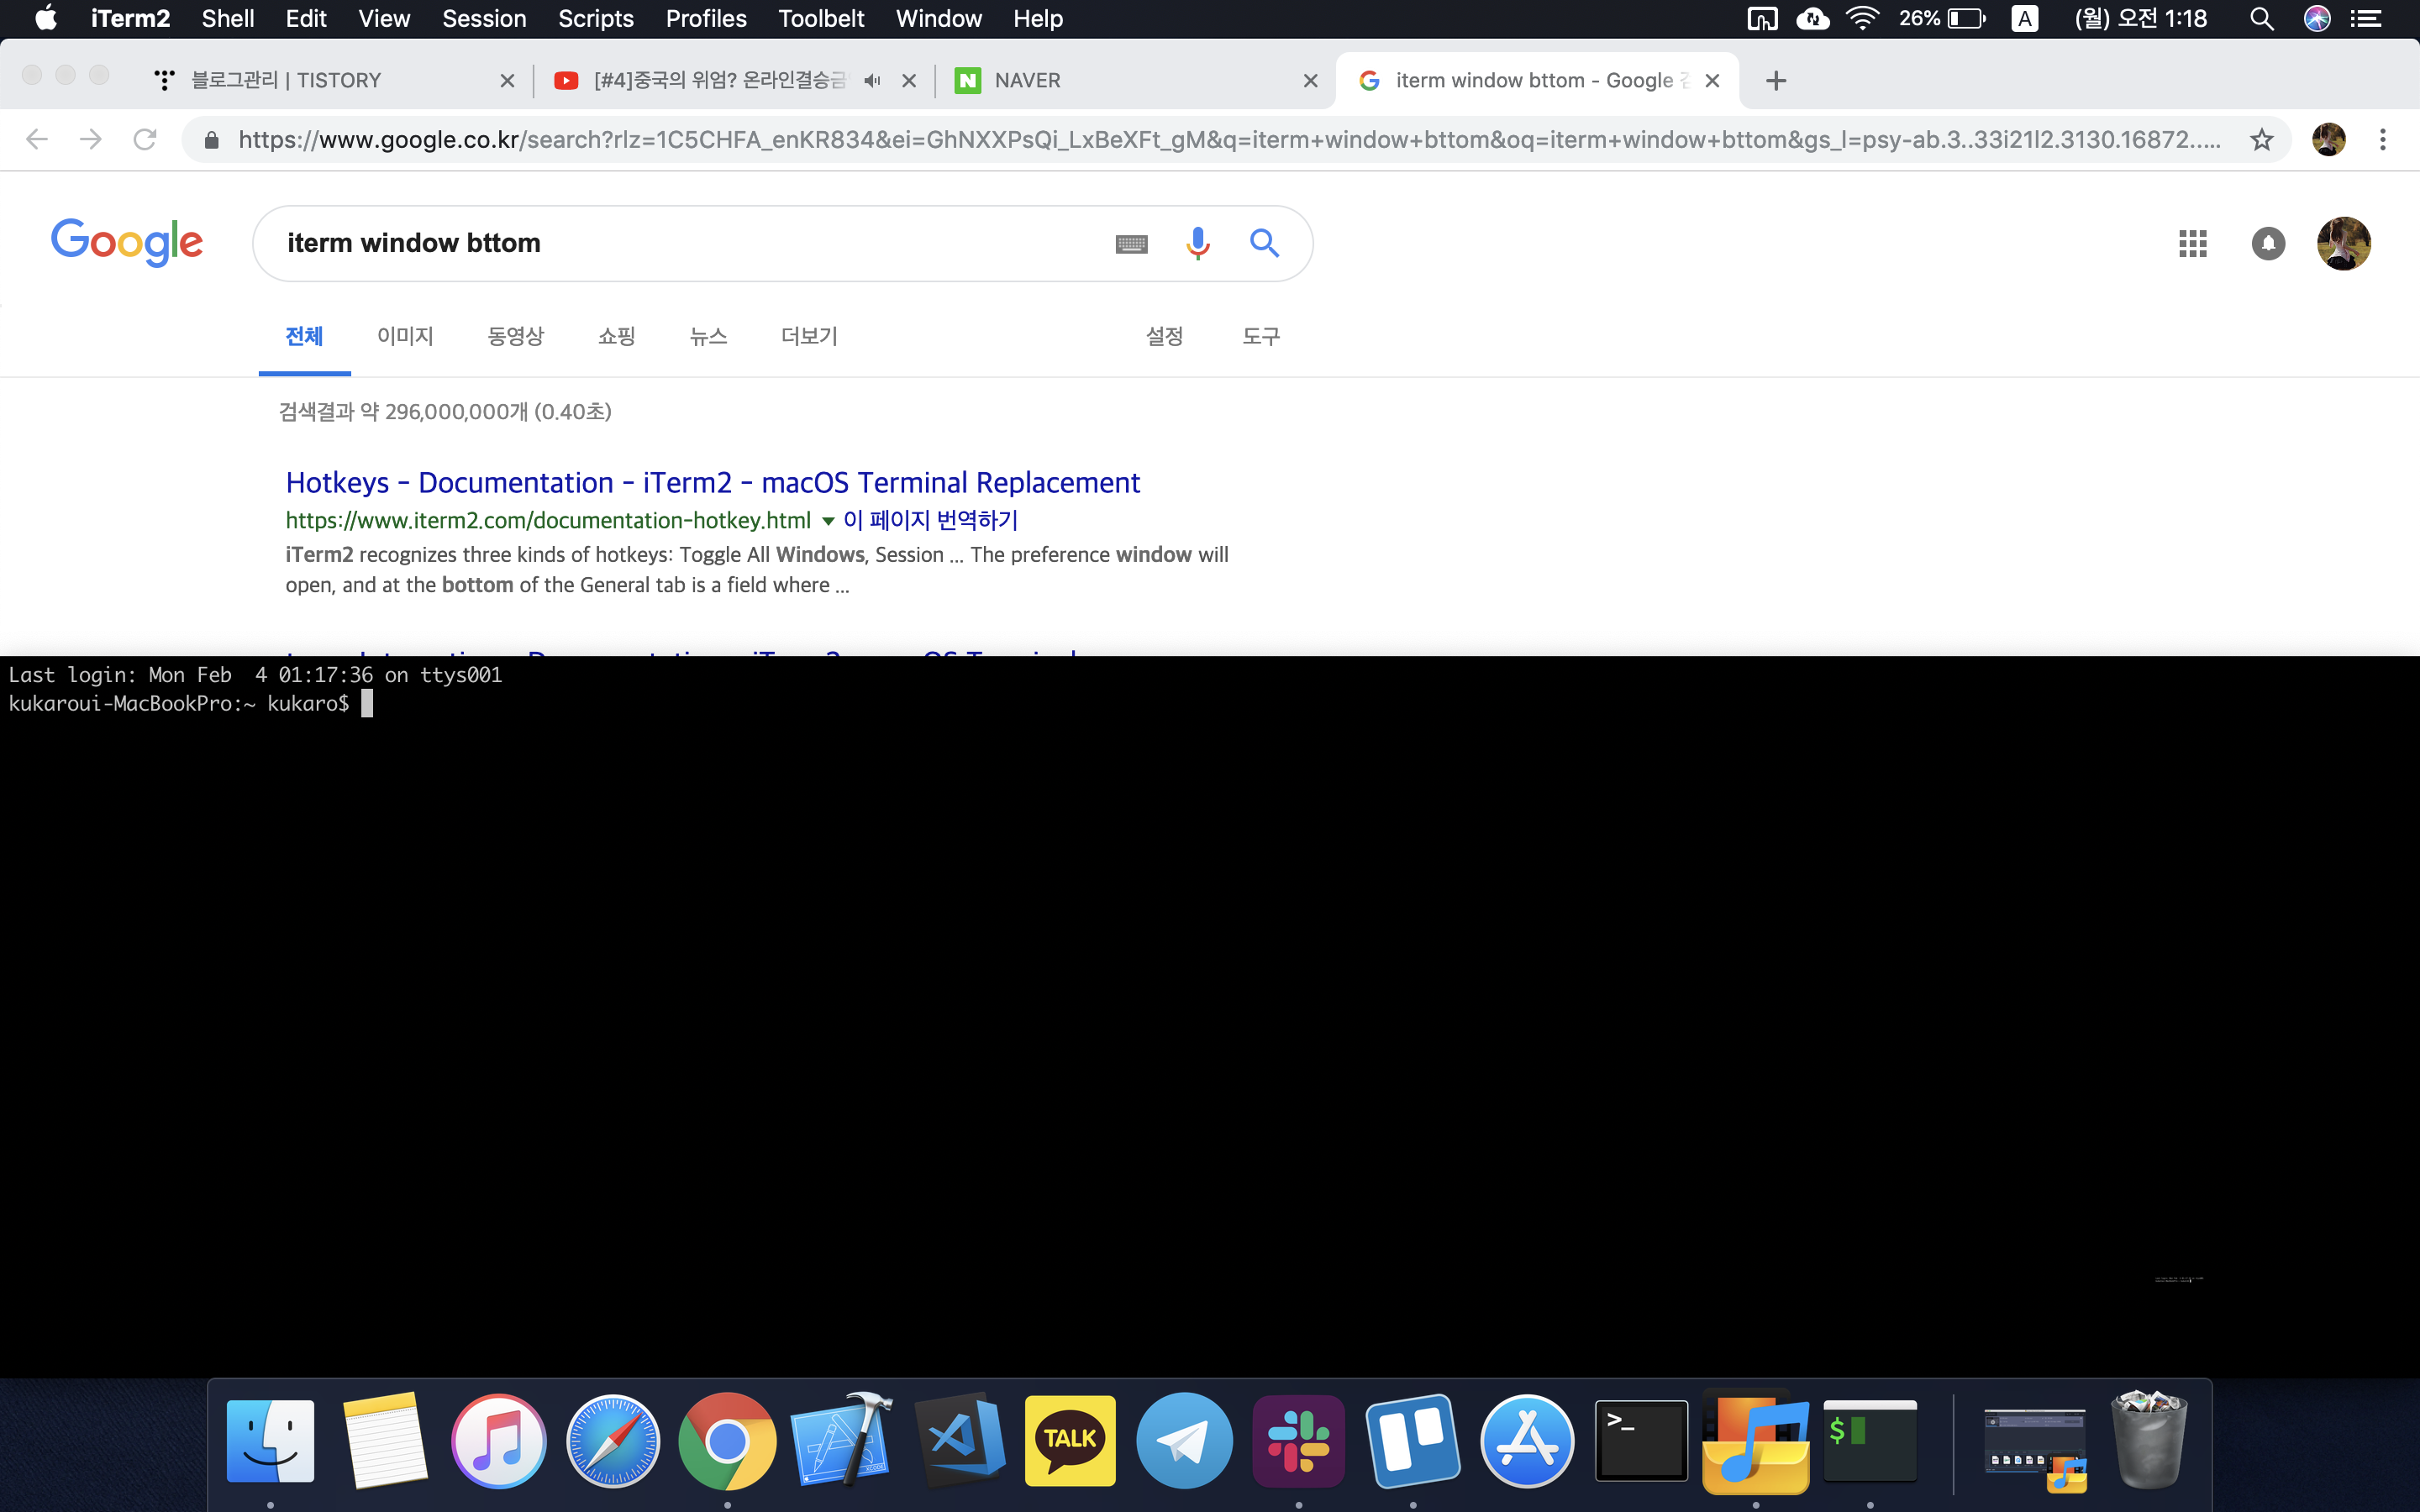 iTerm2 Shell Edit View Session Scripts Profiles Toolbelt Window Help 26% A (월) 오전 1:18
블로그관리 | TISTORY [#4]중국의 위엄? 온라인결승금 NAVER iterm window bttom - Google
https://www.google.co.kr/search?rlz=1C5CHFA_enKR834&ei=GhNXXPsQi_LxBeXFt_gM&q=iterm+window+bttom&oq=iterm+window+bttom&gs_l=psy-ab.3..33i21l2.3130.16872.....
Google iterm window bttom
전체 이미지 동영상 쇼핑 뉴스 더보기 설정 도구
검색결과 약 296,000,000개 (0.40초)
Hotkeys - Documentation - iTerm2 - macOS Terminal Replacement
https://www.iterm2.com/documentation-hotkey.html ▼ 이 페이지 번역하기
iTerm2 recognizes three kinds of hotkeys: Toggle All Windows, Session ... The preference window will
open, and at the bottom of the General tab is a field where ...
Last login: Mon Feb  4 01:17:36 on ttys001
kukaroui-MacBookPro:~ kukaro$
TALK >_ $